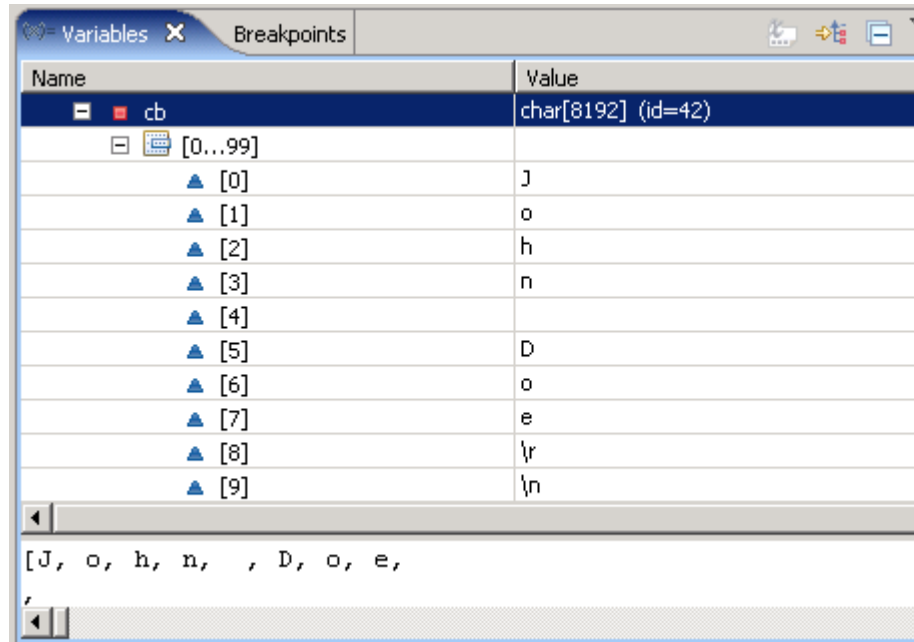 (x)= Variables Breakpoints
Name Value
cb char[8192] (id=42)
[0...99]
[0] J
[1] o
[2] h
[3] n
[4]
[5] D
[6] o
[7] e
[8] \r
[9] \n
[J, o, h, n,  , D, o, e,
,